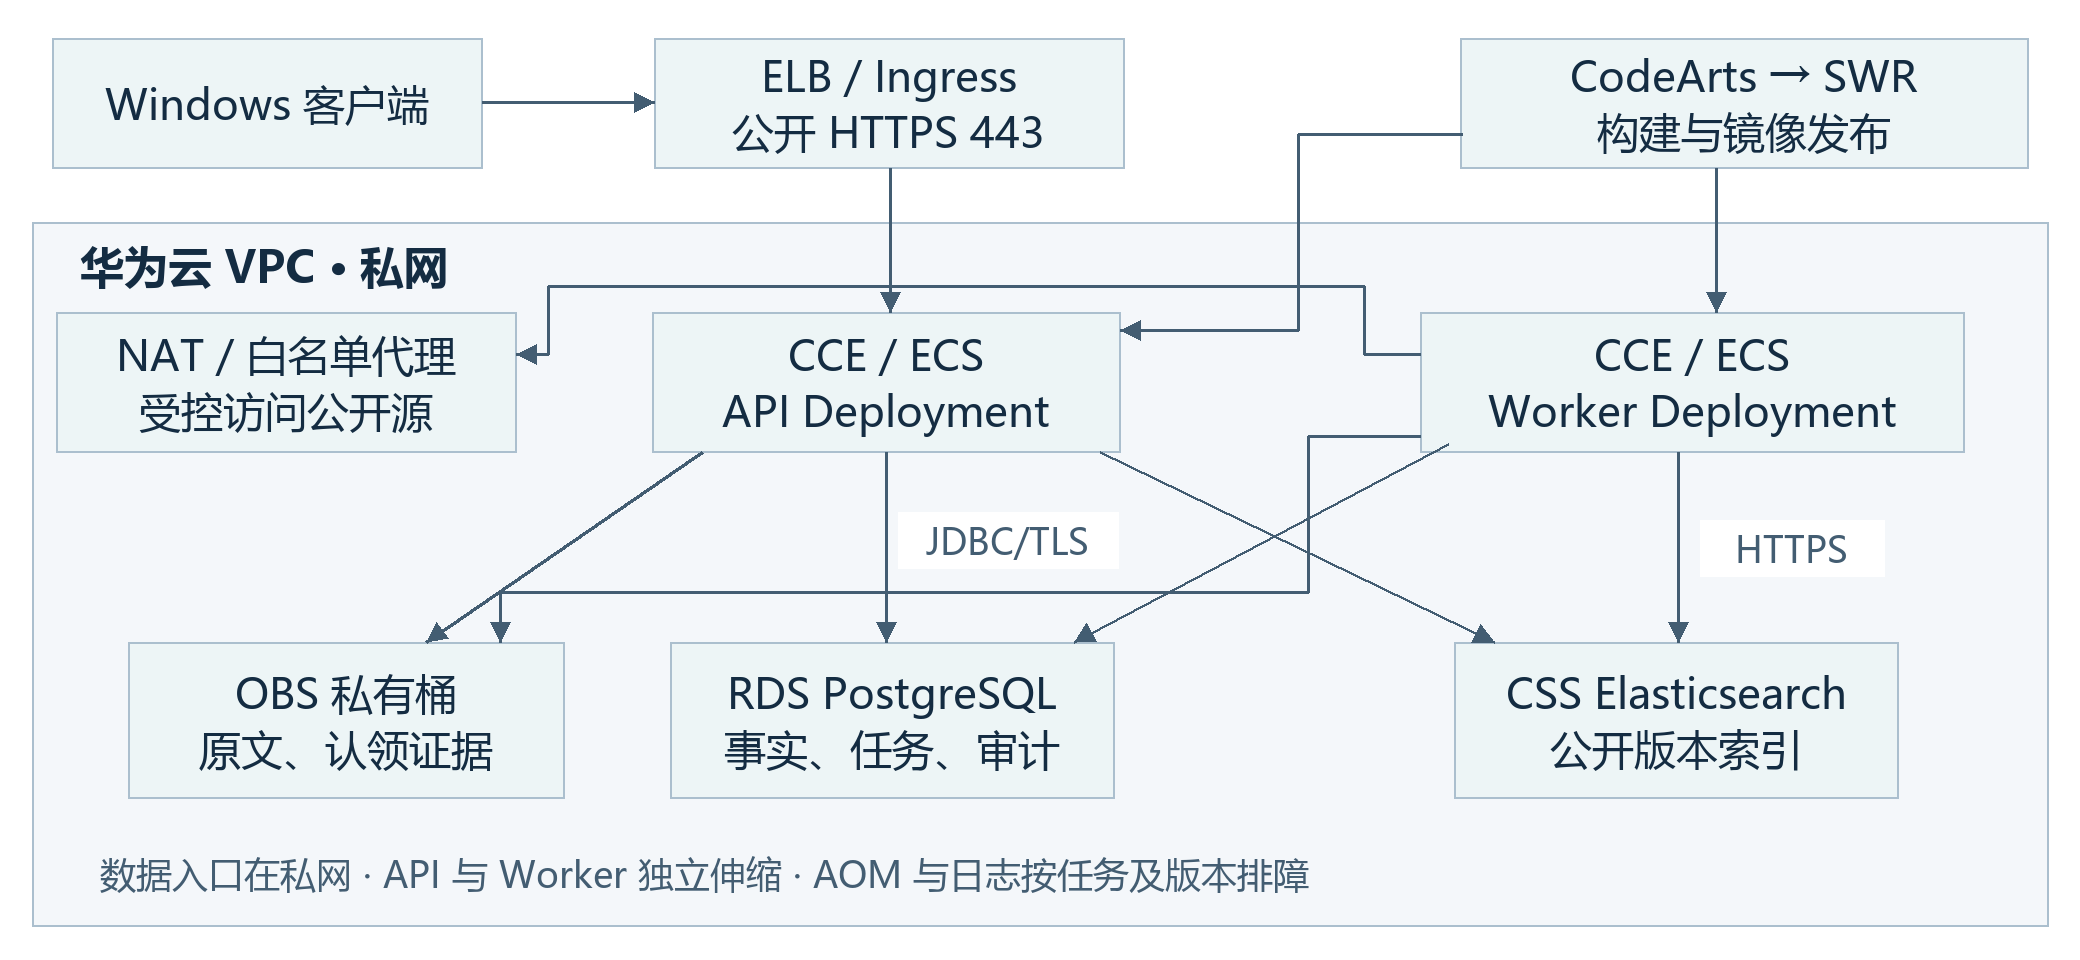 Windows 客户端
ELB / Ingress
公开 HTTPS 443
CodeArts → SWR
构建与镜像发布
华为云 VPC · 私网
NAT / 白名单代理
受控访问公开源
CCE / ECS
API Deployment
CCE / ECS
Worker Deployment
JDBC/TLS
HTTPS
OBS 私有桶
原文、认领证据
RDS PostgreSQL
事实、任务、审计
CSS Elasticsearch
公开版本索引
数据入口在私网 · API 与 Worker 独立伸缩 · AOM 与日志按任务及版本排障